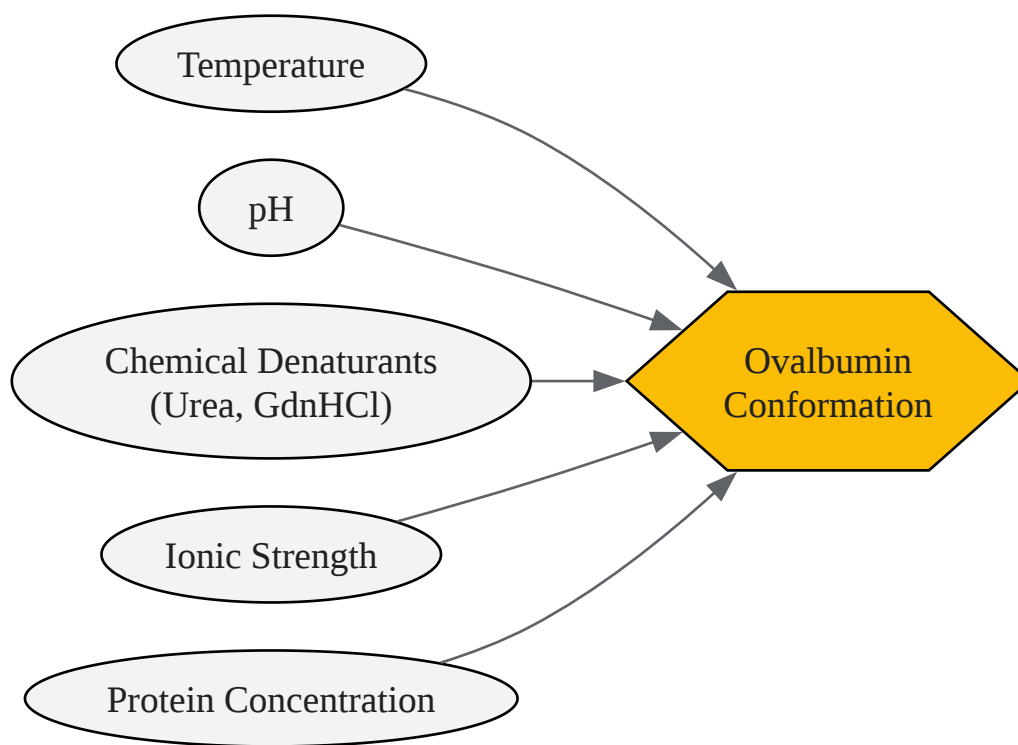 Temperature
pH
Chemical Denaturants
(Urea, GdnHCl)
Ovalbumin
Conformation
Ionic Strength
Protein Concentration